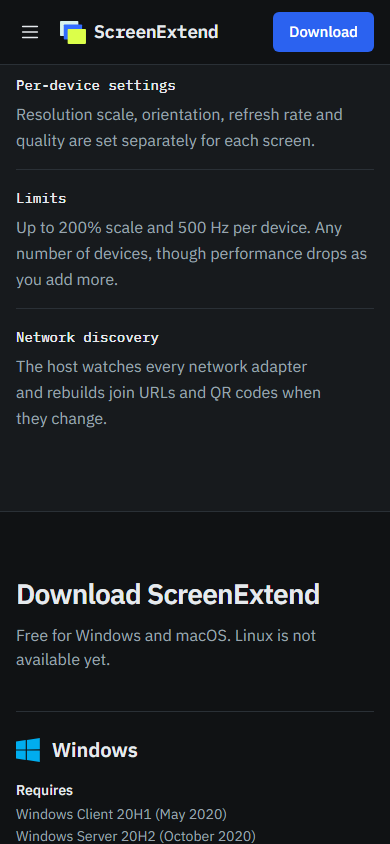 ScreenExtend
Download
Per-device settings
Resolution scale, orientation, refresh rate and
quality are set separately for each screen.
Limits
Up to 200% scale and 500 Hz per device. Any
number of devices, though performance drops as
you add more.
Network discovery
The host watches every network adapter
and rebuilds join URLs and QR codes when
they change.
Download ScreenExtend
Free for Windows and macOS. Linux is not
available yet.
Windows
Requires
Windows Client 20H1 (May 2020)
Windows Server 20H2 (October 2020)